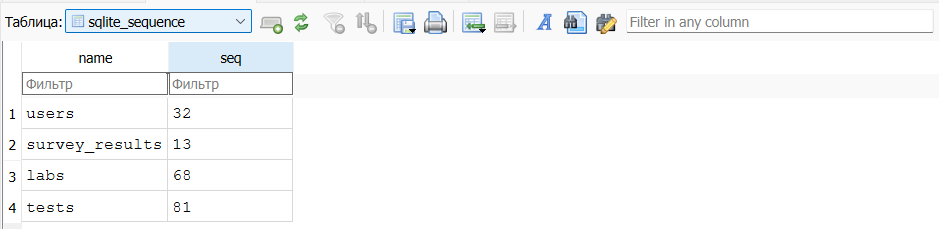 Таблица: sqlite_sequence Filter in any column
name seq
Фильтр Фильтр
1 users 32
2 survey_results 13
3 labs 68
4 tests 81